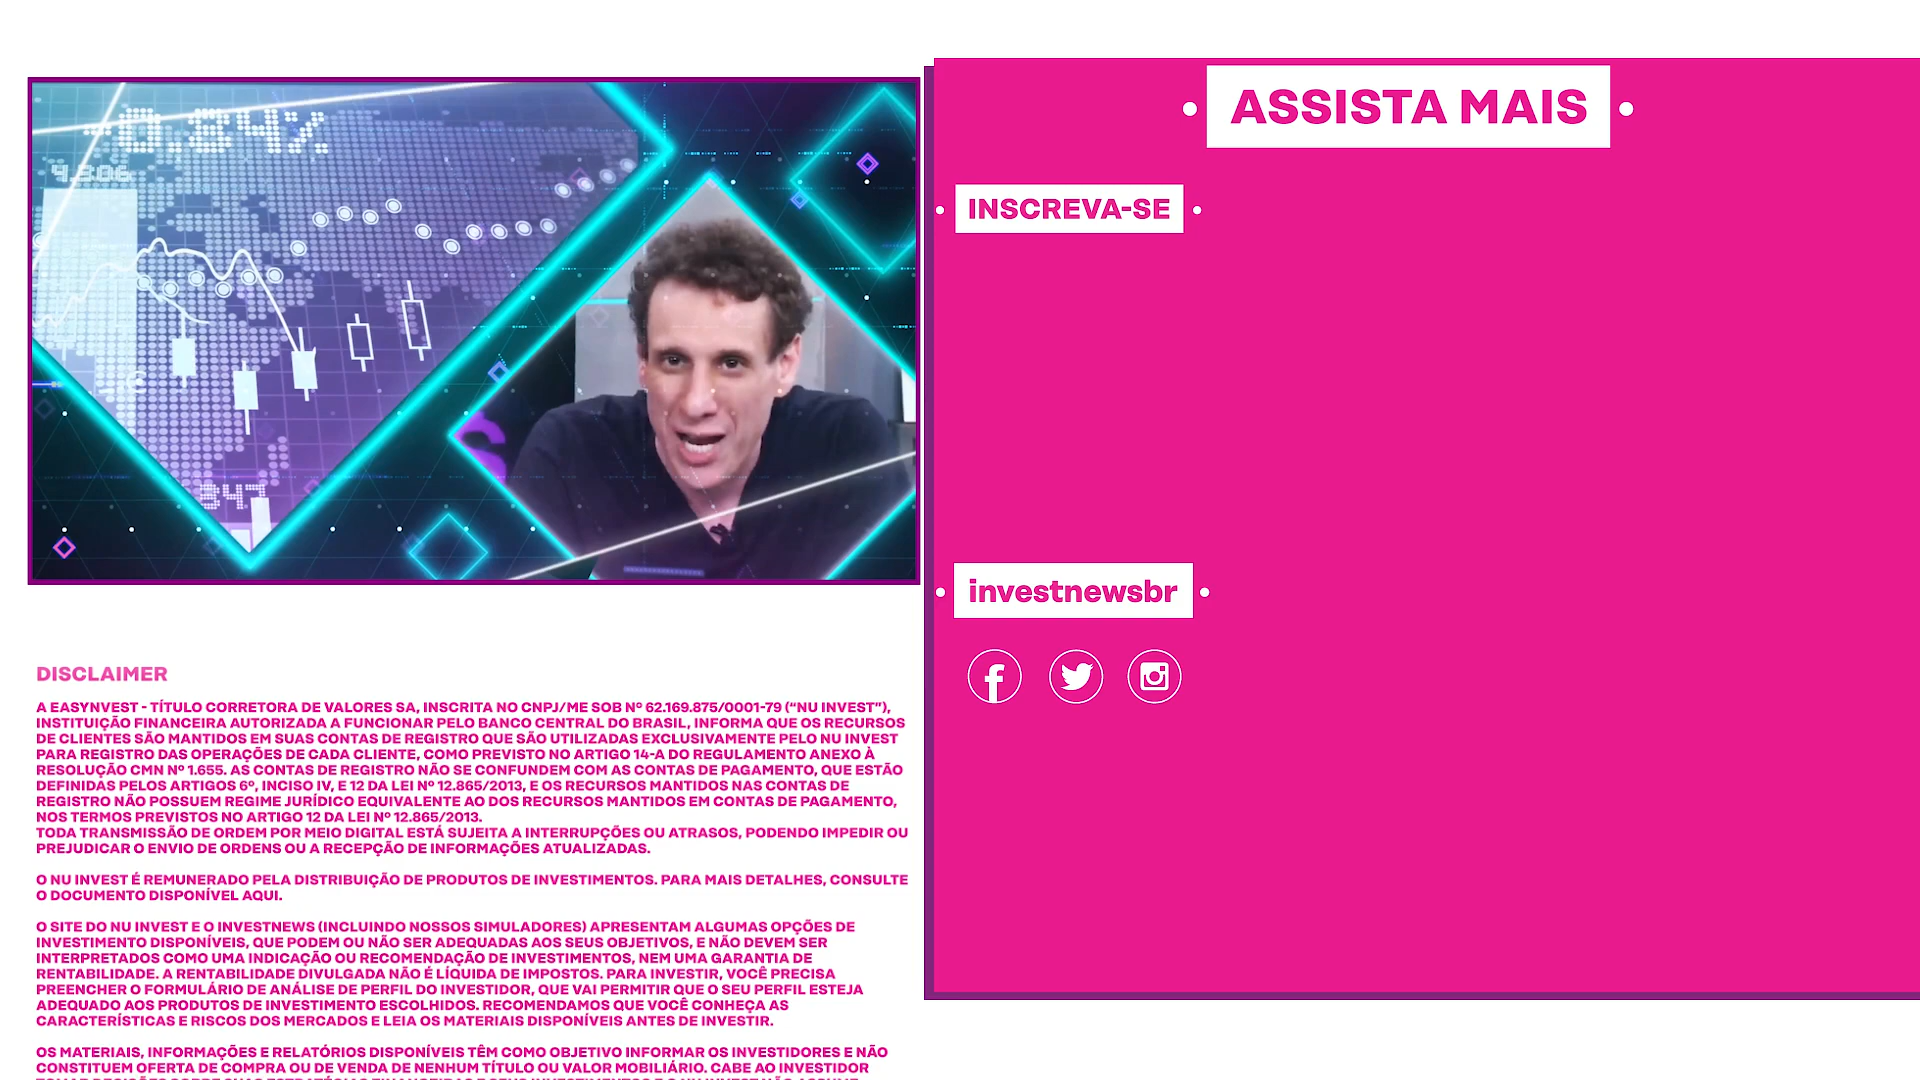 -0.84%
4.306
347
ASSISTA MAIS
INSCREVA-SE
investnewsbr
DISCLAIMER
A EASYNVEST - TÍTULO CORRETORA DE VALORES SA, INSCRITA NO CNPJ/ME SOB Nº 62.169.875/0001-79 (“NU INVEST”),
INSTITUIÇÃO FINANCEIRA AUTORIZADA A FUNCIONAR PELO BANCO CENTRAL DO BRASIL, INFORMA QUE OS RECURSOS
DE CLIENTES SÃO MANTIDOS EM SUAS CONTAS DE REGISTRO QUE SÃO UTILIZADAS EXCLUSIVAMENTE PELO NU INVEST
PARA REGISTRO DAS OPERAÇÕES DE CADA CLIENTE, COMO PREVISTO NO ARTIGO 14-A DO REGULAMENTO ANEXO À
RESOLUÇÃO CMN Nº 1.655. AS CONTAS DE REGISTRO NÃO SE CONFUNDEM COM AS CONTAS DE PAGAMENTO, QUE ESTÃO
DEFINIDAS PELOS ARTIGOS 6º, INCISO IV, E 12 DA LEI Nº 12.865/2013, E OS RECURSOS MANTIDOS NAS CONTAS DE
REGISTRO NÃO POSSUEM REGIME JURÍDICO EQUIVALENTE AO DOS RECURSOS MANTIDOS EM CONTAS DE PAGAMENTO,
NOS TERMOS PREVISTOS NO ARTIGO 12 DA LEI Nº 12.865/2013.
TODA TRANSMISSÃO DE ORDEM POR MEIO DIGITAL ESTÁ SUJEITA A INTERRUPÇÕES OU ATRASOS, PODENDO IMPEDIR OU
PREJUDICAR O ENVIO DE ORDENS OU A RECEPÇÃO DE INFORMAÇÕES ATUALIZADAS.
O NU INVEST É REMUNERADO PELA DISTRIBUIÇÃO DE PRODUTOS DE INVESTIMENTOS. PARA MAIS DETALHES, CONSULTE
O DOCUMENTO DISPONÍVEL AQUI.
O SITE DO NU INVEST E O INVESTNEWS (INCLUINDO NOSSOS SIMULADORES) APRESENTAM ALGUMAS OPÇÕES DE
INVESTIMENTO DISPONÍVEIS, QUE PODEM OU NÃO SER ADEQUADAS AOS SEUS OBJETIVOS, E NÃO DEVEM SER
INTERPRETADOS COMO UMA INDICAÇÃO OU RECOMENDAÇÃO DE INVESTIMENTOS, NEM UMA GARANTIA DE
RENTABILIDADE. A RENTABILIDADE DIVULGADA NÃO É LÍQUIDA DE IMPOSTOS. PARA INVESTIR, VOCÊ PRECISA
PREENCHER O FORMULÁRIO DE ANÁLISE DE PERFIL DO INVESTIDOR, QUE VAI PERMITIR QUE O SEU PERFIL ESTEJA
ADEQUADO AOS PRODUTOS DE INVESTIMENTO ESCOLHIDOS. RECOMENDAMOS QUE VOCÊ CONHEÇA AS
CARACTERÍSTICAS E RISCOS DOS MERCADOS E LEIA OS MATERIAIS DISPONÍVEIS ANTES DE INVESTIR.
OS MATERIAIS, INFORMAÇÕES E RELATÓRIOS DISPONÍVEIS TÊM COMO OBJETIVO INFORMAR OS INVESTIDORES E NÃO
CONSTITUEM OFERTA DE COMPRA OU DE VENDA DE NENHUM TÍTULO OU VALOR MOBILIÁRIO. CABE AO INVESTIDOR